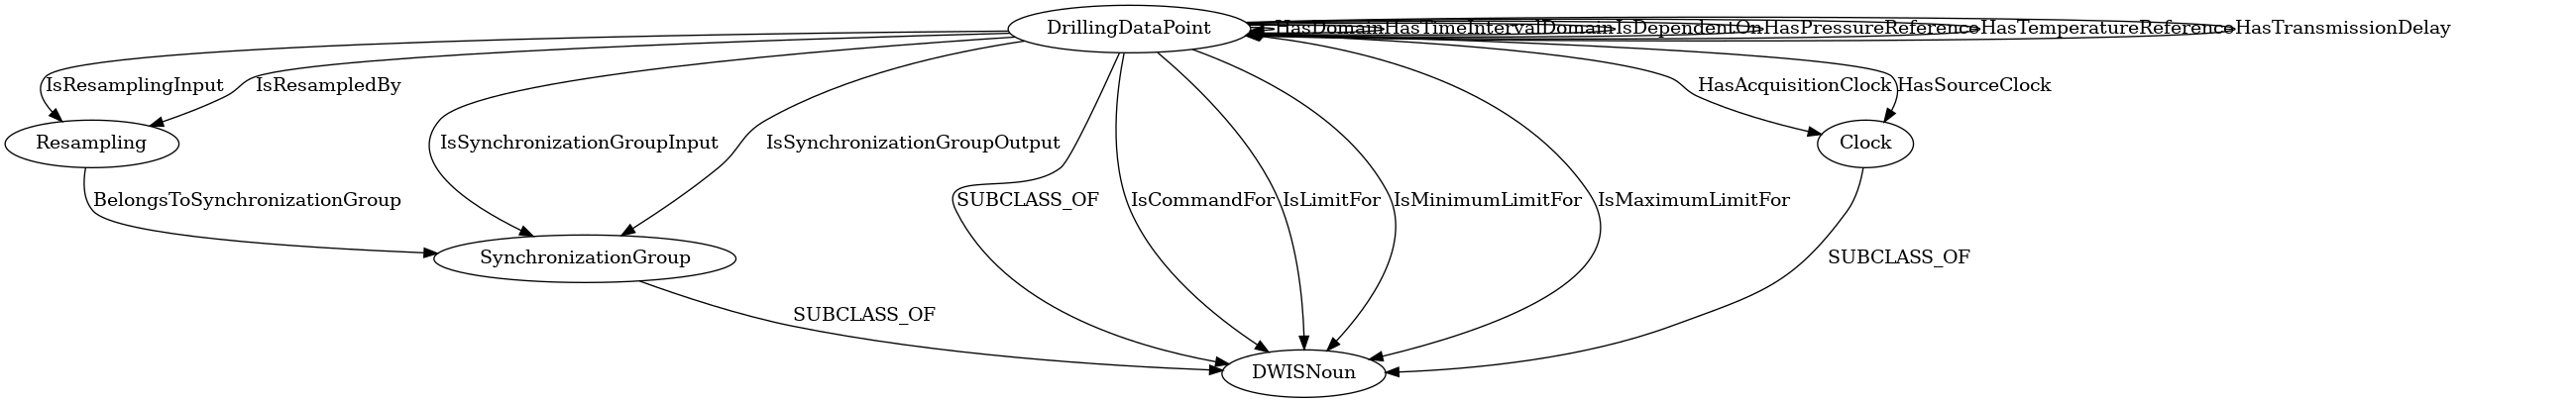 DrillingDataPoint
HasDomain
HasTimeIntervalDomain
IsDependentOn
HasPressureReference
HasTemperatureReference
HasTransmissionDelay
IsResamplingInput
IsResampledBy
HasAcquisitionClock
HasSourceClock
Resampling
IsSynchronizationGroupInput
IsSynchronizationGroupOutput
Clock
BelongsToSynchronizationGroup
SUBCLASS_OF
IsCommandFor
IsLimitFor
IsMinimumLimitFor
IsMaximumLimitFor
SynchronizationGroup
SUBCLASS_OF
SUBCLASS_OF
DWISNoun